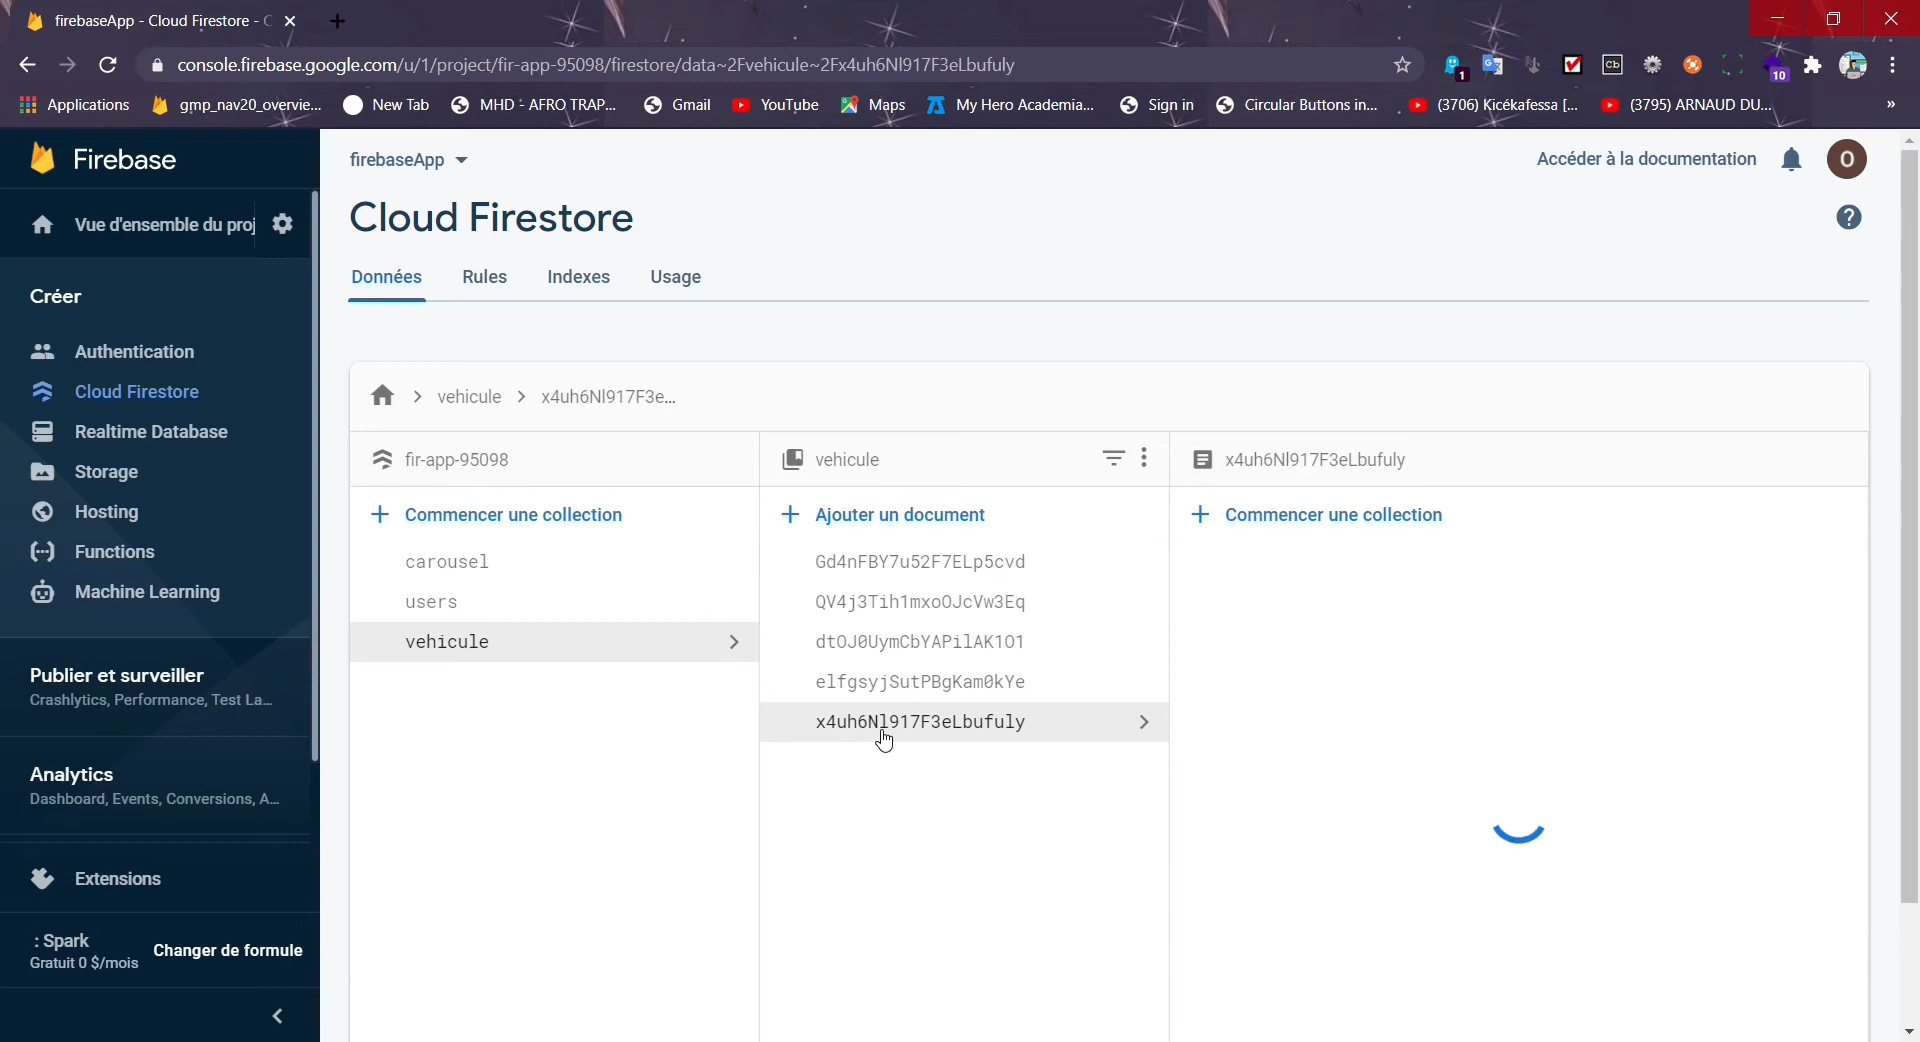 firebaseApp - Cloud Firestore - C
console.firebase.google.com/u/1/project/fir-app-95098/firestore/data~2Fvehicule~2Fx4uh6Nl917F3eLbufuly
1
Cb
10
Applications
gmp_nav20_overvie...
New Tab
MHD - AFRO TRAP...
Gmail
YouTube
Maps
My Hero Academia...
Sign in
Circular Buttons in...
(3706) Kicékafessa [...
(3795) ARNAUD DU...
»
Firebase
firebaseApp
Accéder à la documentation
O
Vue d'ensemble du proj
Cloud Firestore
?
Données
Rules
Indexes
Usage
Créer
Authentication
Cloud Firestore
Realtime Database
Storage
Hosting
Functions
Machine Learning
Publier et surveiller
Crashlytics, Performance, Test La...
Analytics
Dashboard, Events, Conversions, A...
Extensions
: Spark
Gratuit 0 $/mois
Changer de formule
vehicule
x4uh6Nl917F3e...
fir-app-95098
Commencer une collection
carousel
users
vehicule
vehicule
Ajouter un document
Gd4nFBY7u52F7ELp5cvd
QV4j3Tih1mxoOJcVw3Eq
dtOJ0UymCbYAPilAK1O1
elfgsyjSutPBgKam0kYe
x4uh6Nl917F3eLbufuly
x4uh6Nl917F3eLbufuly
Commencer une collection